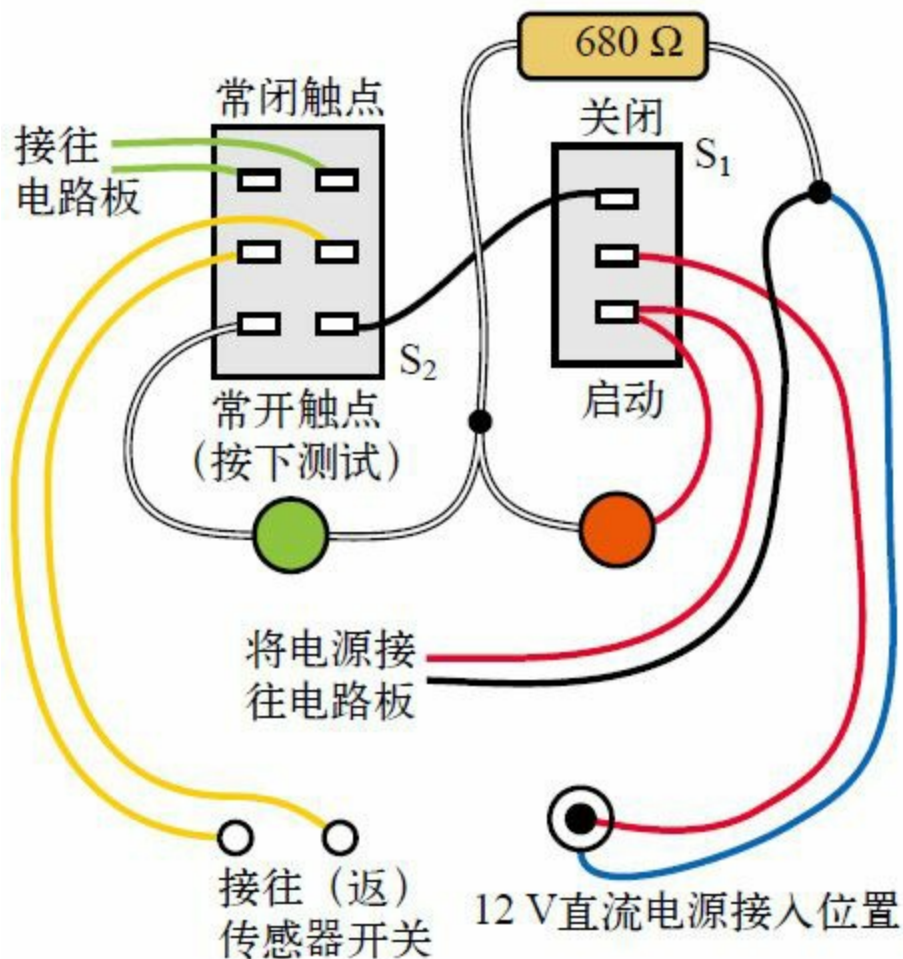 680 Ω
常闭触点
关闭
接往
电路板
S1
S2
常开触点
（按下测试）
启动
将电源接
往电路板
接往（返）
传感器开关
12 V直流电源接入位置